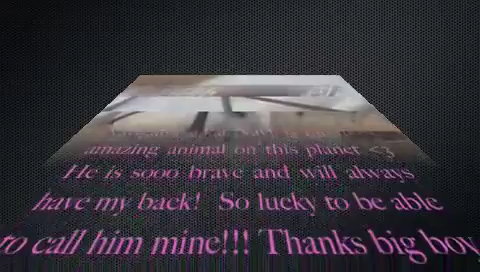 amazing animal on this planet <3
He is sooo brave and will always
have my back! So lucky to be able
to call him mine!!! Thanks big boy